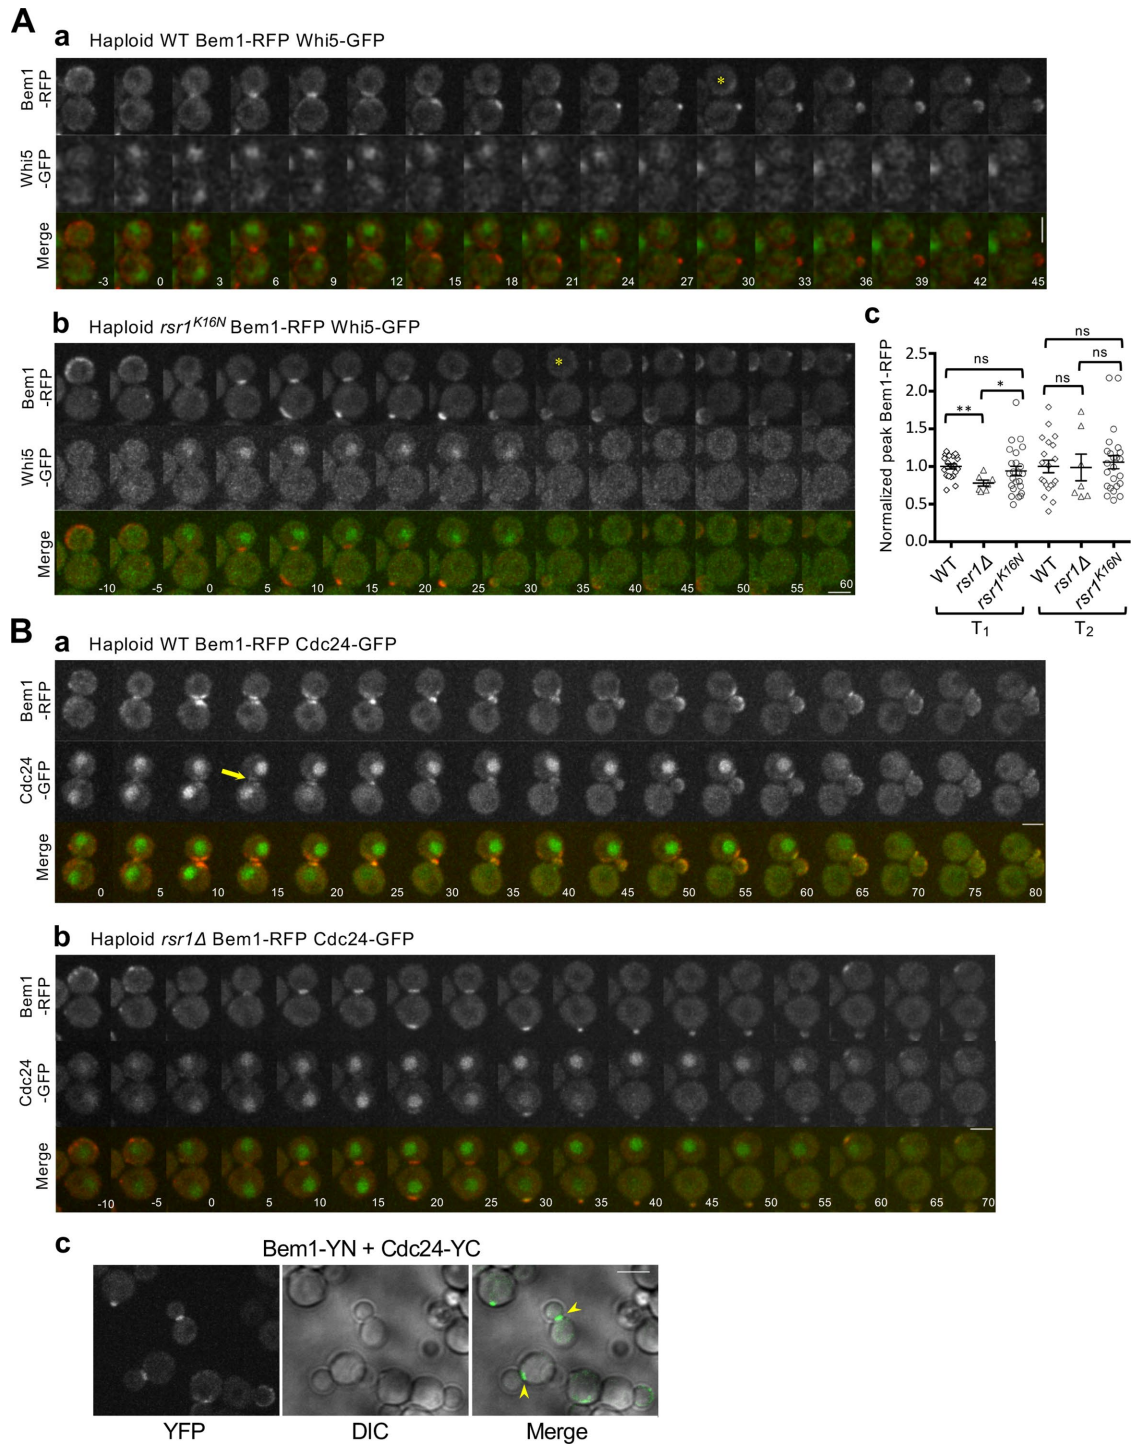 A
a Haploid WT Bem1-RFP Whi5-GFP
Bem1
-RFP
*
Whi5
-GFP
Merge
-3 0 3 6 9 12 15 18 21 24 27 30 33 36 39 42 45
b Haploid rsr1K16N Bem1-RFP Whi5-GFP
Bem1
-RFP
*
Whi5
-GFP
Merge
-10 -5 0 5 10 15 20 25 30 35 40 45 50 55 60
c
Normalized peak Bem1-RFP
2.5
2.0
1.5
1.0
0.5
0.0
ns
ns
ns
*
ns
**
WT rsr1Δ rsr1K16N WT rsr1Δ rsr1K16N
T1 T2
B
a Haploid WT Bem1-RFP Cdc24-GFP
Bem1
-RFP
Cdc24
-GFP
Merge
0 5 10 15 20 25 30 35 40 45 50 55 60 65 70 75 80
b Haploid rsr1Δ Bem1-RFP Cdc24-GFP
Bem1
-RFP
Cdc24
-GFP
Merge
-10 -5 0 5 10 15 20 25 30 35 40 45 50 55 60 65 70
c
Bem1-YN + Cdc24-YC
YFP DIC Merge